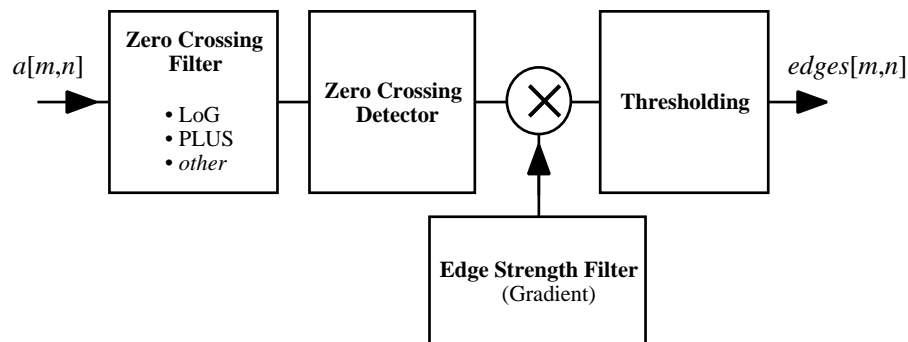 a[m,n]
Zero Crossing
Filter
• LoG
• PLUS
• other
Zero Crossing
Detector
Thresholding
edges[m,n]
Edge Strength Filter
(Gradient)